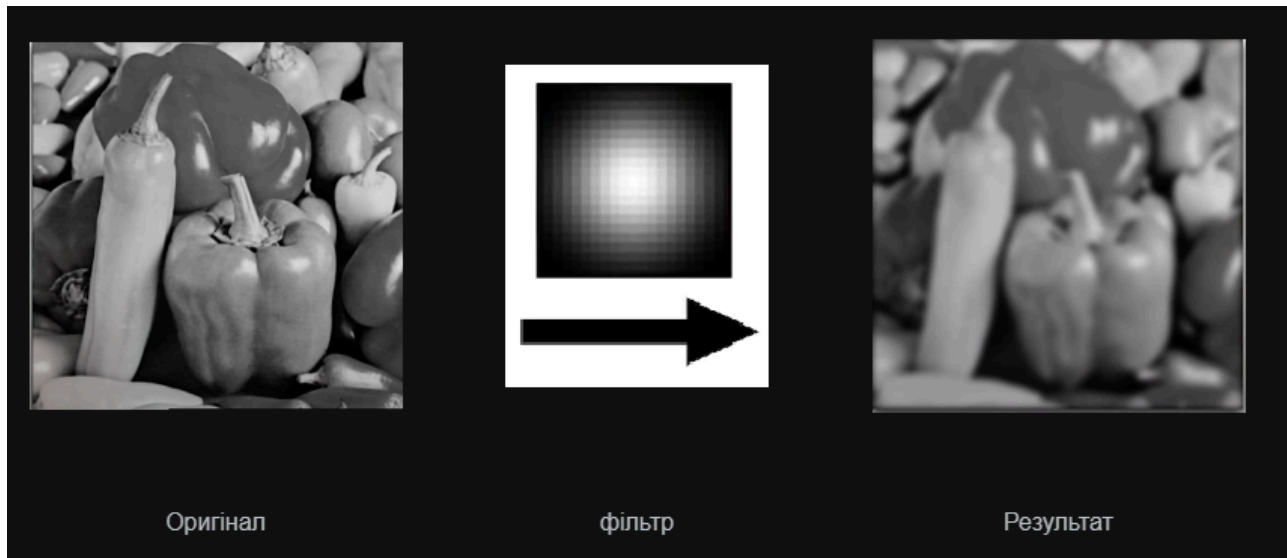 Оригінал
фільтр
Результат